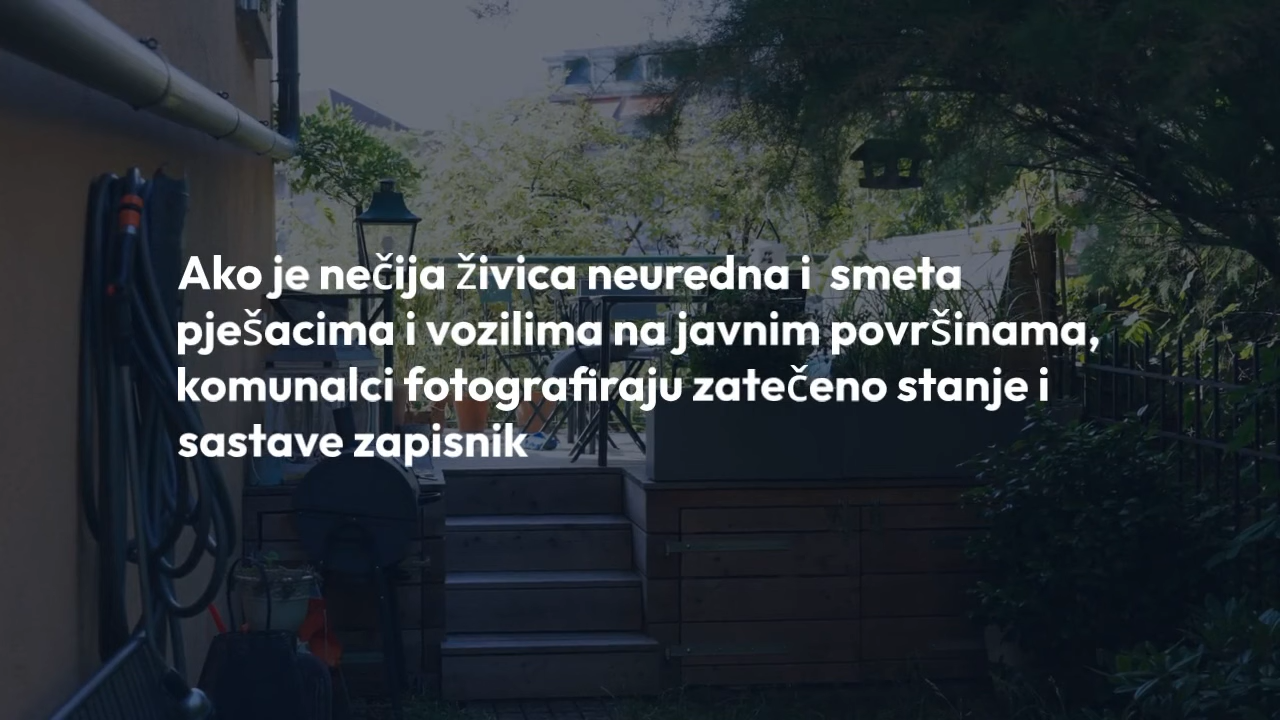 Ako je nečija živica neuredna i  smeta
pješacima i vozilima na javnim površinama,
komunalci fotografiraju zatečeno stanje i
sastave zapisnik